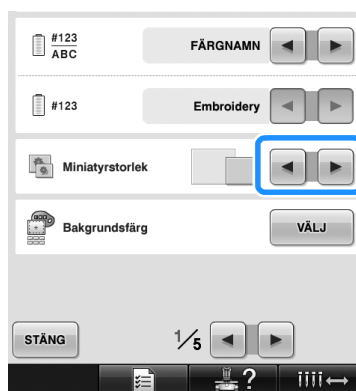 #123
ABC
FÄRGNAMN
#123
Embroidery
Miniatyrstorlek
Bakgrundsfärg
VÄLJ
STÄNG
1/5
?